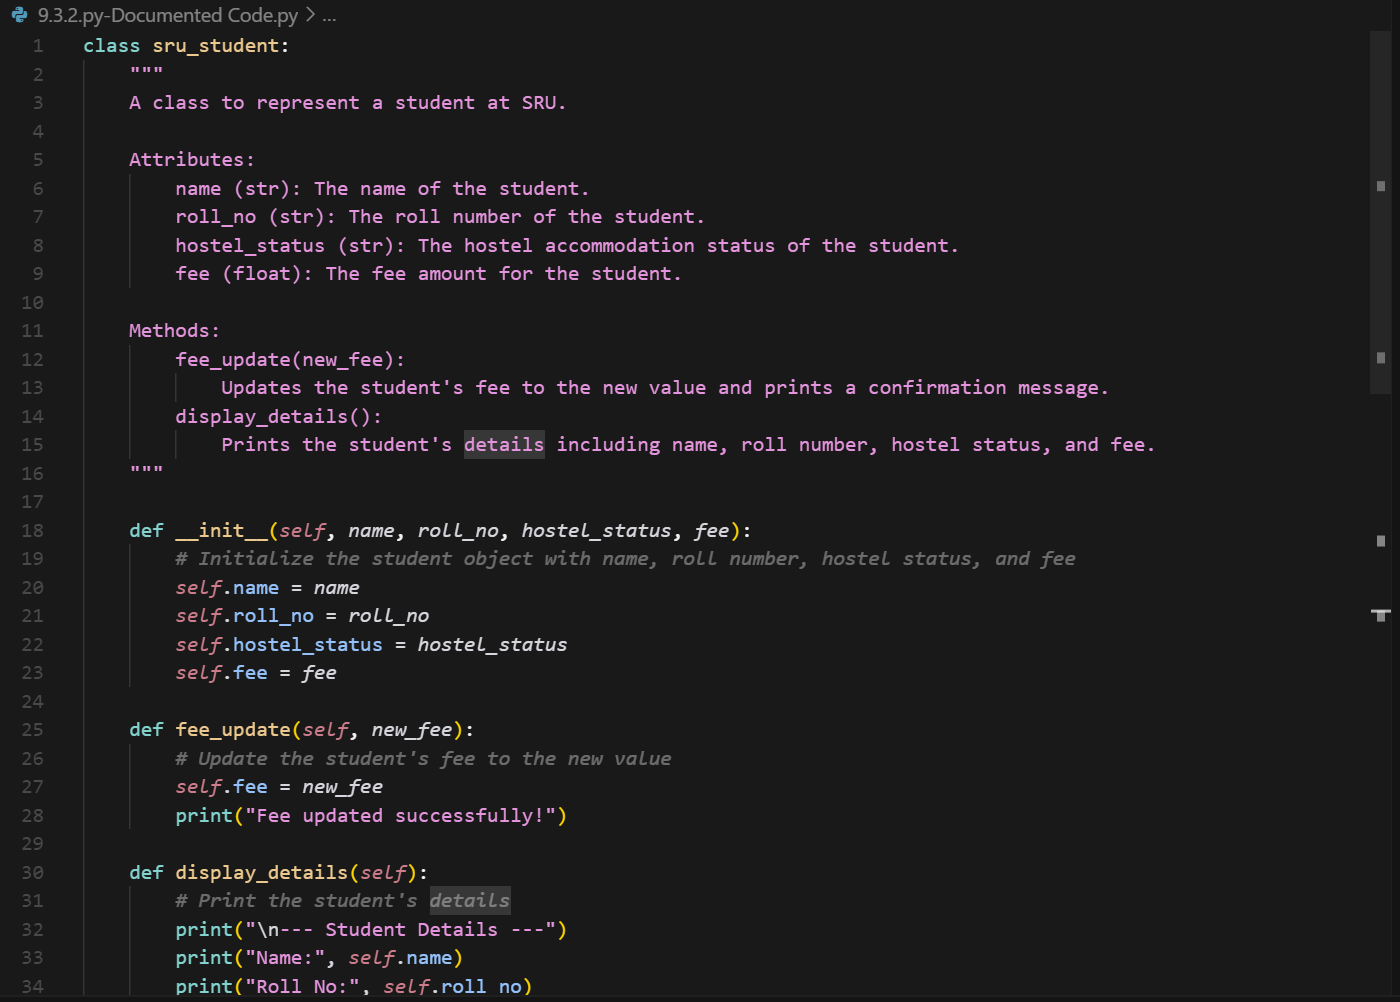 9.3.2.py-Documented Code.py > ...
1 class sru_student:
2     """
3     A class to represent a student at SRU.
4
5     Attributes:
6         name (str): The name of the student.
7         roll_no (str): The roll number of the student.
8         hostel_status (str): The hostel accommodation status of the student.
9         fee (float): The fee amount for the student.
10
11     Methods:
12         fee_update(new_fee):
13             Updates the student's fee to the new value and prints a confirmation message.
14         display_details():
15             Prints the student's details including name, roll number, hostel status, and fee.
16     """
17
18     def __init__(self, name, roll_no, hostel_status, fee):
19         # Initialize the student object with name, roll number, hostel status, and fee
20         self.name = name
21         self.roll_no = roll_no
22         self.hostel_status = hostel_status
23         self.fee = fee
24
25     def fee_update(self, new_fee):
26         # Update the student's fee to the new value
27         self.fee = new_fee
28         print("Fee updated successfully!")
29
30     def display_details(self):
31         # Print the student's details
32         print("\n--- Student Details ---")
33         print("Name:", self.name)
34         print("Roll No:", self.roll_no)